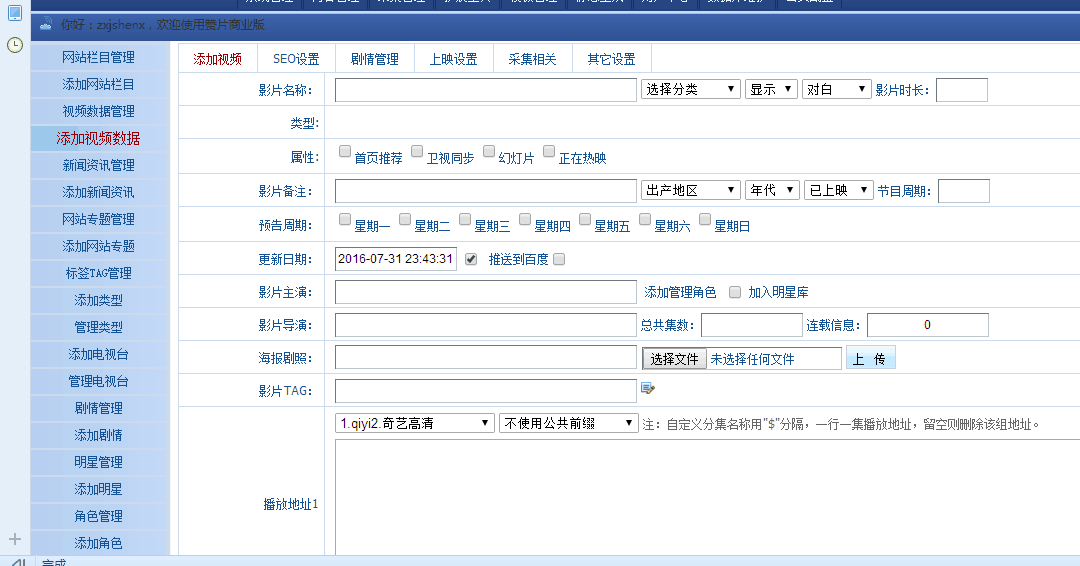 你好：zxjshenx，欢迎使用赞片商业版
网站栏目管理
添加网站栏目
视频数据管理
添加视频数据
新闻资讯管理
添加新闻资讯
网站专题管理
添加网站专题
标签TAG管理
添加类型
管理类型
添加电视台
管理电视台
剧情管理
添加剧情
明星管理
添加明星
角色管理
添加角色
添加视频 SEO设置 剧情管理 上映设置 采集相关 其它设置
影片名称： 选择分类 显示 对白 影片时长：
类型:
属性: 首页推荐 卫视同步 幻灯片 正在热映
影片备注: 出产地区 年代 已上映 节目周期:
预告周期: 星期一 星期二 星期三 星期四 星期五 星期六 星期日
更新日期: 2016-07-31 23:43:31 推送到百度
影片主演: 添加管理角色 加入明星库
影片导演: 总共集数: 连载信息: 0
海报剧照: 选择文件 未选择任何文件 上 传
影片TAG:
1.qiyi2.奇艺高清 不使用公共前缀 注：自定义分集名称用"$"分隔，一行一集播放地址，留空则删除该组地址。
播放地址1
完成